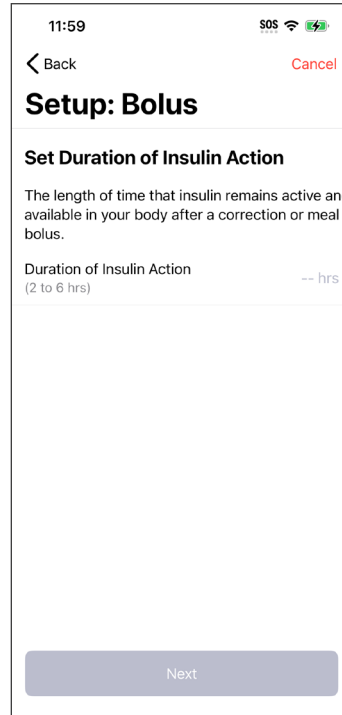 11:59
SOS
Back
Cancel
Setup: Bolus
Set Duration of Insulin Action
The length of time that insulin remains active an
available in your body after a correction or meal
bolus.
Duration of Insulin Action
-- hrs
(2 to 6 hrs)
Next